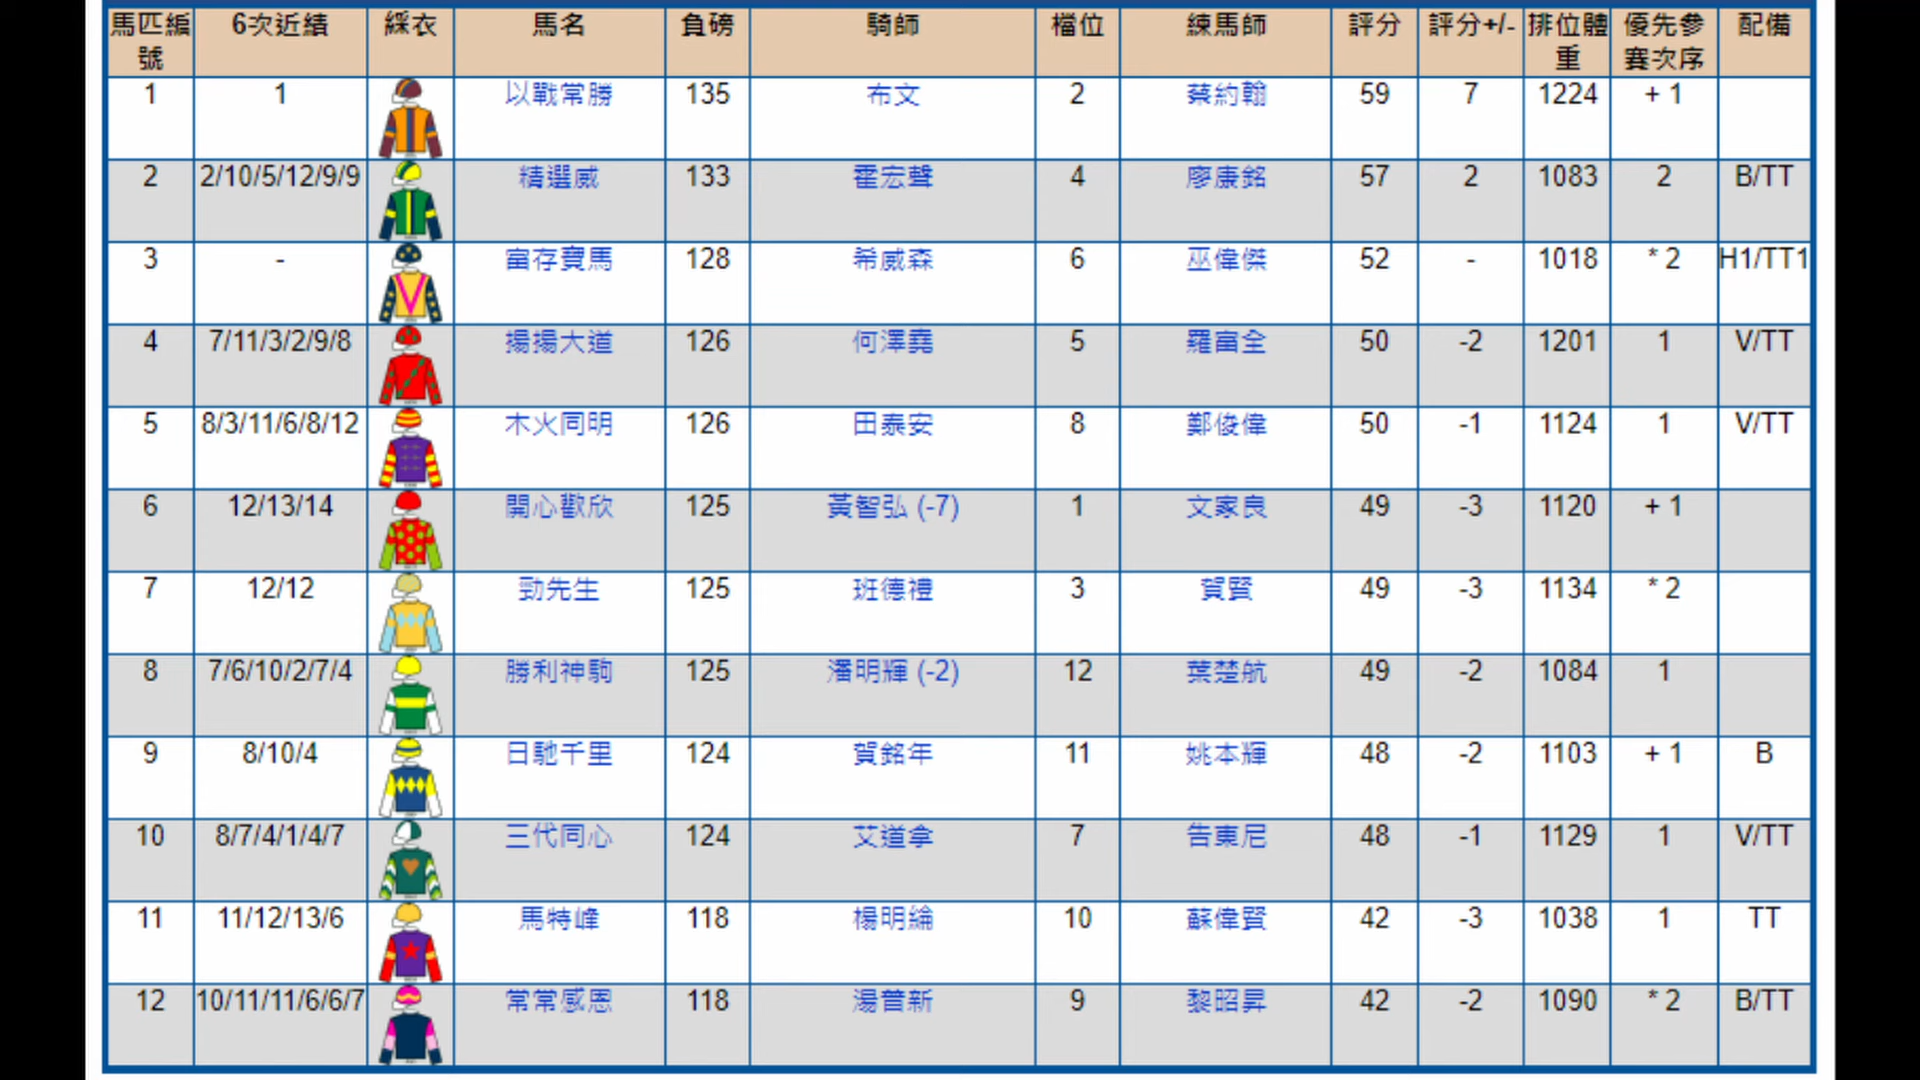 馬匹編號 6次近績 綵衣 馬名 負磅 騎師 檔位 練馬師 評分 評分+/- 排位體重 優先參賽次序 配備
1 1 以戰常勝 135 布文 2 蔡約翰 59 7 1224 + 1
2 2/10/5/12/9/9 精選威 133 霍宏聲 4 廖康銘 57 2 1083 2 B/TT
3 - 富存寶馬 128 希威森 6 巫偉傑 52 - 1018 * 2 H1/TT1
4 7/11/3/2/9/8 揚揚大道 126 何澤堯 5 羅富全 50 -2 1201 1 V/TT
5 8/3/11/6/8/12 木火同明 126 田泰安 8 鄭俊偉 50 -1 1124 1 V/TT
6 12/13/14 開心歡欣 125 黃智弘 (-7) 1 文家良 49 -3 1120 + 1
7 12/12 勁先生 125 班德禮 3 賀賢 49 -3 1134 * 2
8 7/6/10/2/7/4 勝利神駒 125 潘明輝 (-2) 12 葉楚航 49 -2 1084 1
9 8/10/4 日馳千里 124 賀銘年 11 姚本輝 48 -2 1103 + 1 B
10 8/7/4/1/4/7 三代同心 124 艾道拿 7 告東尼 48 -1 1129 1 V/TT
11 11/12/13/6 馬特峰 118 楊明綸 10 蘇偉賢 42 -3 1038 1 TT
12 10/11/11/6/6/7 常常感恩 118 湯普新 9 黎昭昇 42 -2 1090 * 2 B/TT